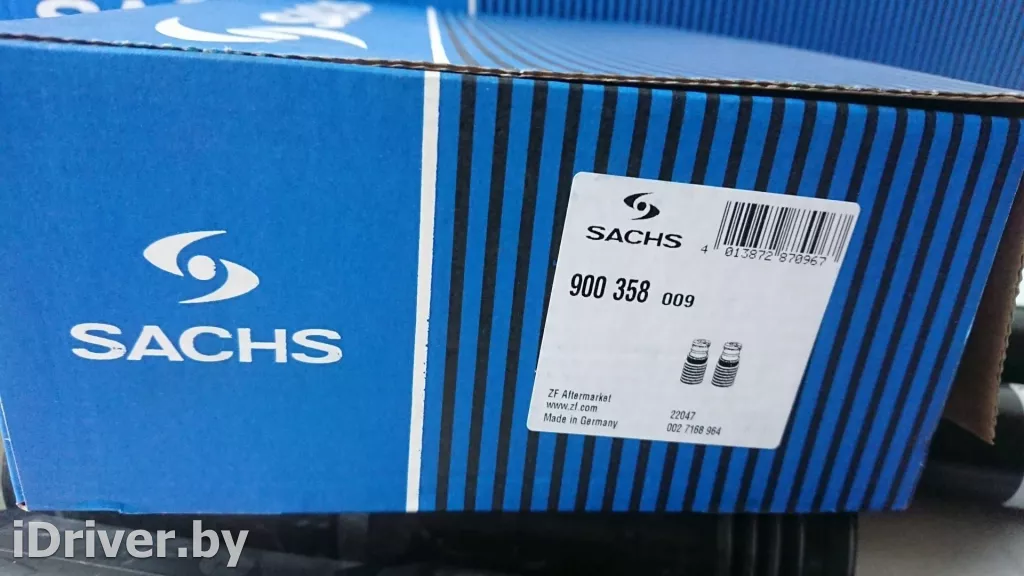 SACHS
SACHS
SACHS
4 013872 870967
900 358 009
ZF Aftermarket
www.zf.com
Made in Germany
22047
002 7168 964
iDriver.by